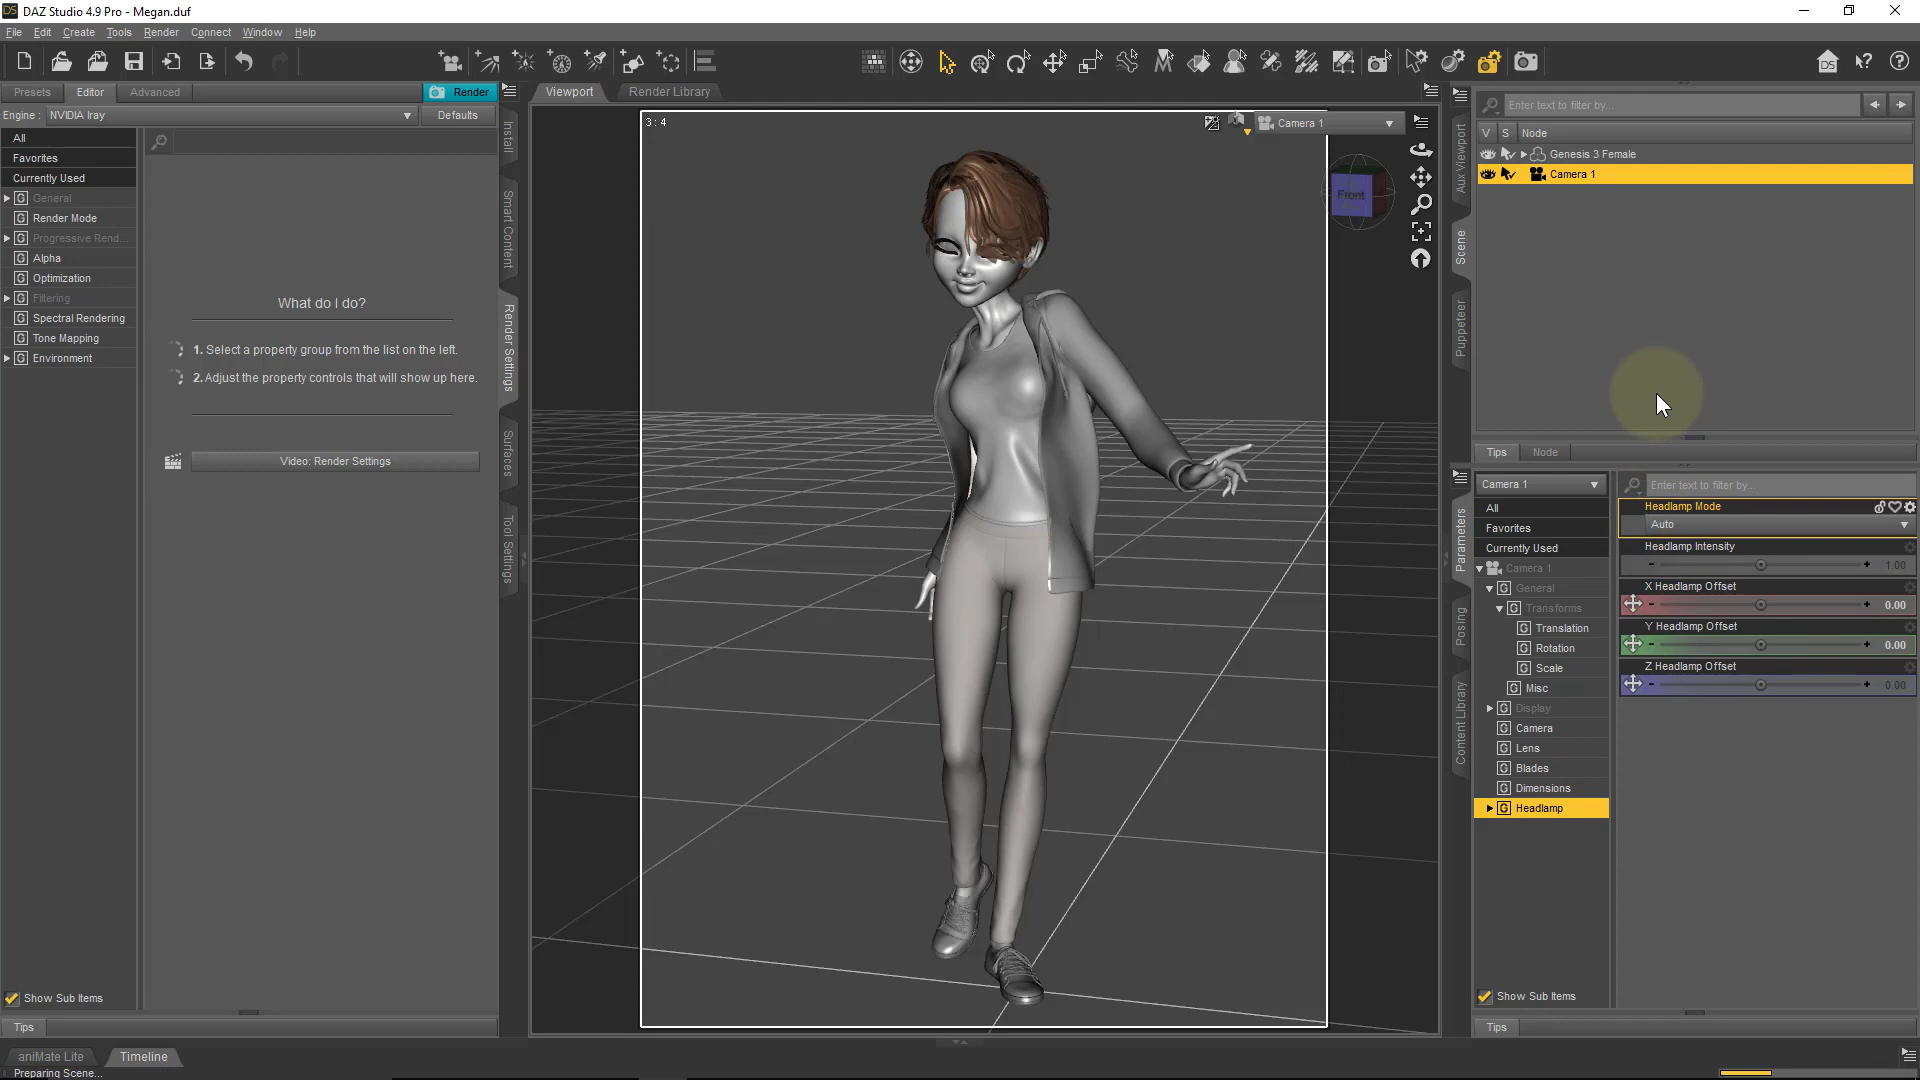 DAZ Studio 4.9 Pro - Megan.duf
File Edit Create Tools Render Connect Window Help
Presets Editor Advanced Render
Engine : NVIDIA Iray Defaults
All
Favorites
Currently Used
General
Render Mode
Progressive Rend...
Alpha
Optimization
Filtering
Spectral Rendering
Tone Mapping
Environment
What do I do?
1. Select a property group from the list on the left.
2. Adjust the property controls that will show up here.
Video: Render Settings
Show Sub Items
Tips
Install
Smart Content
Render Settings
Surfaces
Tool Settings
Viewport Render Library
3 : 4
Camera 1
Front
Aux Viewport
Scene
Puppeteer
Enter text to filter by...
V S Node
Genesis 3 Female
Camera 1
Tips Node
Parameters
Posing
Content Library
Camera 1
Enter text to filter by...
All
Favorites
Currently Used
Camera 1
General
Transforms
Translation
Rotation
Scale
Misc
Display
Camera
Lens
Blades
Dimensions
Headlamp
Headlamp Mode
Auto
Headlamp Intensity
1.00
X Headlamp Offset
0.00
Y Headlamp Offset
0.00
Z Headlamp Offset
0.00
Show Sub Items
Tips
aniMate Lite Timeline
Preparing Scene...